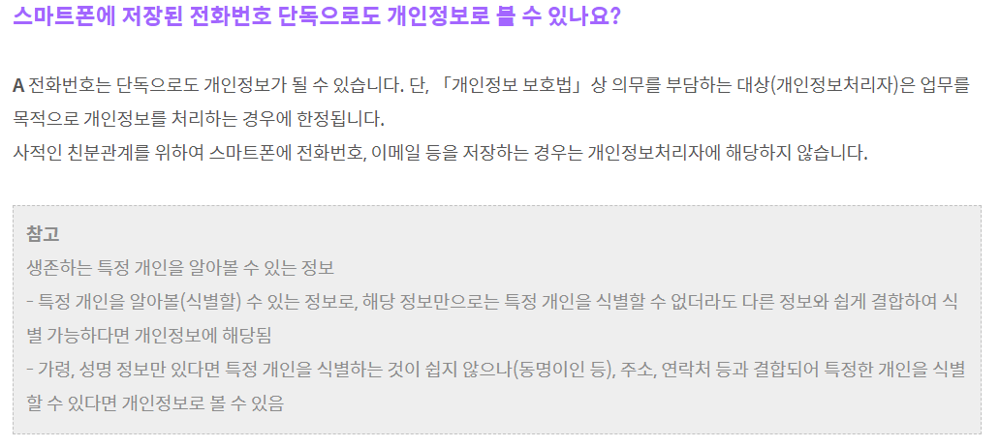 스마트폰에 저장된 전화번호 단독으로도 개인정보로 볼 수 있나요?
A 전화번호는 단독으로도 개인정보가 될 수 있습니다. 단, 「개인정보 보호법」상 의무를 부담하는 대상(개인정보처리자)은 업무를
목적으로 개인정보를 처리하는 경우에 한정됩니다.
사적인 친분관계를 위하여 스마트폰에 전화번호, 이메일 등을 저장하는 경우는 개인정보처리자에 해당하지 않습니다.
참고
생존하는 특정 개인을 알아볼 수 있는 정보
- 특정 개인을 알아볼(식별할) 수 있는 정보로, 해당 정보만으로는 특정 개인을 식별할 수 없더라도 다른 정보와 쉽게 결합하여 식
별 가능하다면 개인정보에 해당됨
- 가령, 성명 정보만 있다면 특정 개인을 식별하는 것이 쉽지 않으나(동명이인 등), 주소, 연락처 등과 결합되어 특정한 개인을 식별
할 수 있다면 개인정보로 볼 수 있음